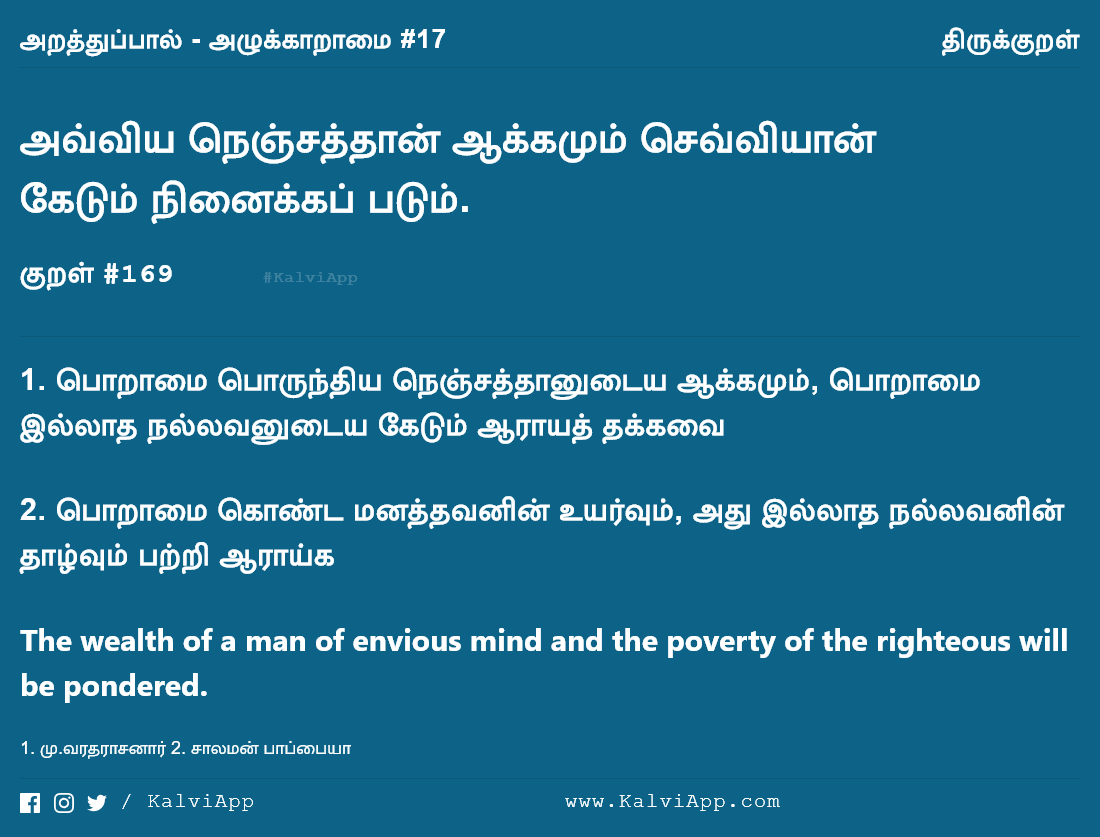 அறத்துப்பால் - அழுக்காறாமை #17
திருக்குறள்
அவ்விய நெஞ்சத்தான் ஆக்கமும் செவ்வியான்
கேடும் நினைக்கப் படும்.
குறள் #169
#KalviApp
1. பொறாமை பொருந்திய நெஞ்சத்தானுடைய ஆக்கமும், பொறாமை
இல்லாத நல்லவனுடைய கேடும் ஆராயத் தக்கவை
2. பொறாமை கொண்ட மனத்தவனின் உயர்வும், அது இல்லாத நல்லவனின்
தாழ்வும் பற்றி ஆராய்க
The wealth of a man of envious mind and the poverty of the righteous will
be pondered.
1. மு.வரதராசனார் 2. சாலமன் பாப்பையா
/ KalviApp
www.KalviApp.com